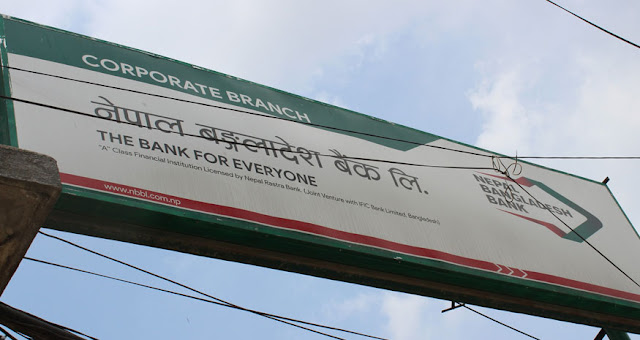 CORPORATE BRANCH
नेपाल बङ्गलादेश बैंक लि.
THE BANK FOR EVERYONE
"A" Class Financial Institution Licensed by Nepal Rastra Bank, (Joint Venture with IFIC Bank Limited, Bangladesh)
www.nbbl.com.np
NEPAL
BANGLADESH
BANK